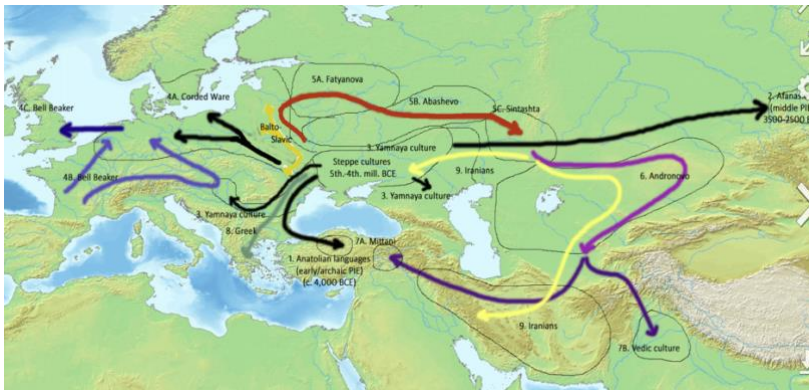 5A. Fatyanova
4A. Corded Ware
5B. Abashevo
4C. Bell Beaker
5C. Sintashta
2. Afanas
(middle PIE
3500-2500 B
Balto-
Slavic
3. Yamnaya culture
Steppe cultures
5th.-4th. mill. BCE
9. Iranians
4B. Bell Beaker
6. Andronovo
3. Yamnaya culture
3. Yamnaya culture
8. Greek
7A. Mittani
1. Anatolian languages
(early/archaic PIE)
(c. 4,000 BCE)
9. Iranians
7B. Vedic culture